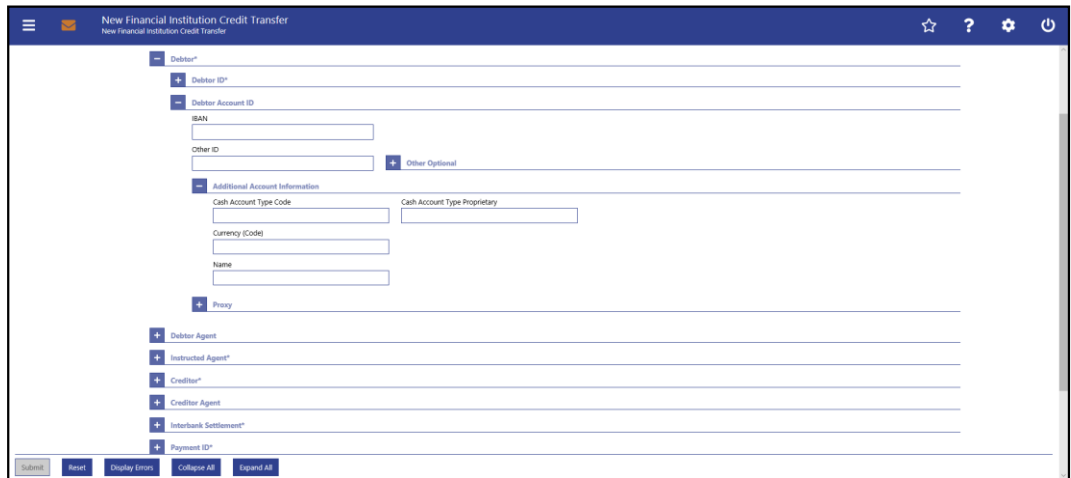 New Financial Institution Credit Transfer
New Financial Institution Credit Transfer
?
Debtor*
Debtor ID*
Debtor Account ID
IBAN
Other ID
Other Optional
Additional Account Information
Cash Account Type Code Cash Account Type Proprietary
Currency (Code)
Name
Proxy
Debtor Agent
Instructed Agent*
Creditor*
Creditor Agent
Interbank Settlement*
Payment ID*
Submit Reset Display Errors Collapse All Expand All